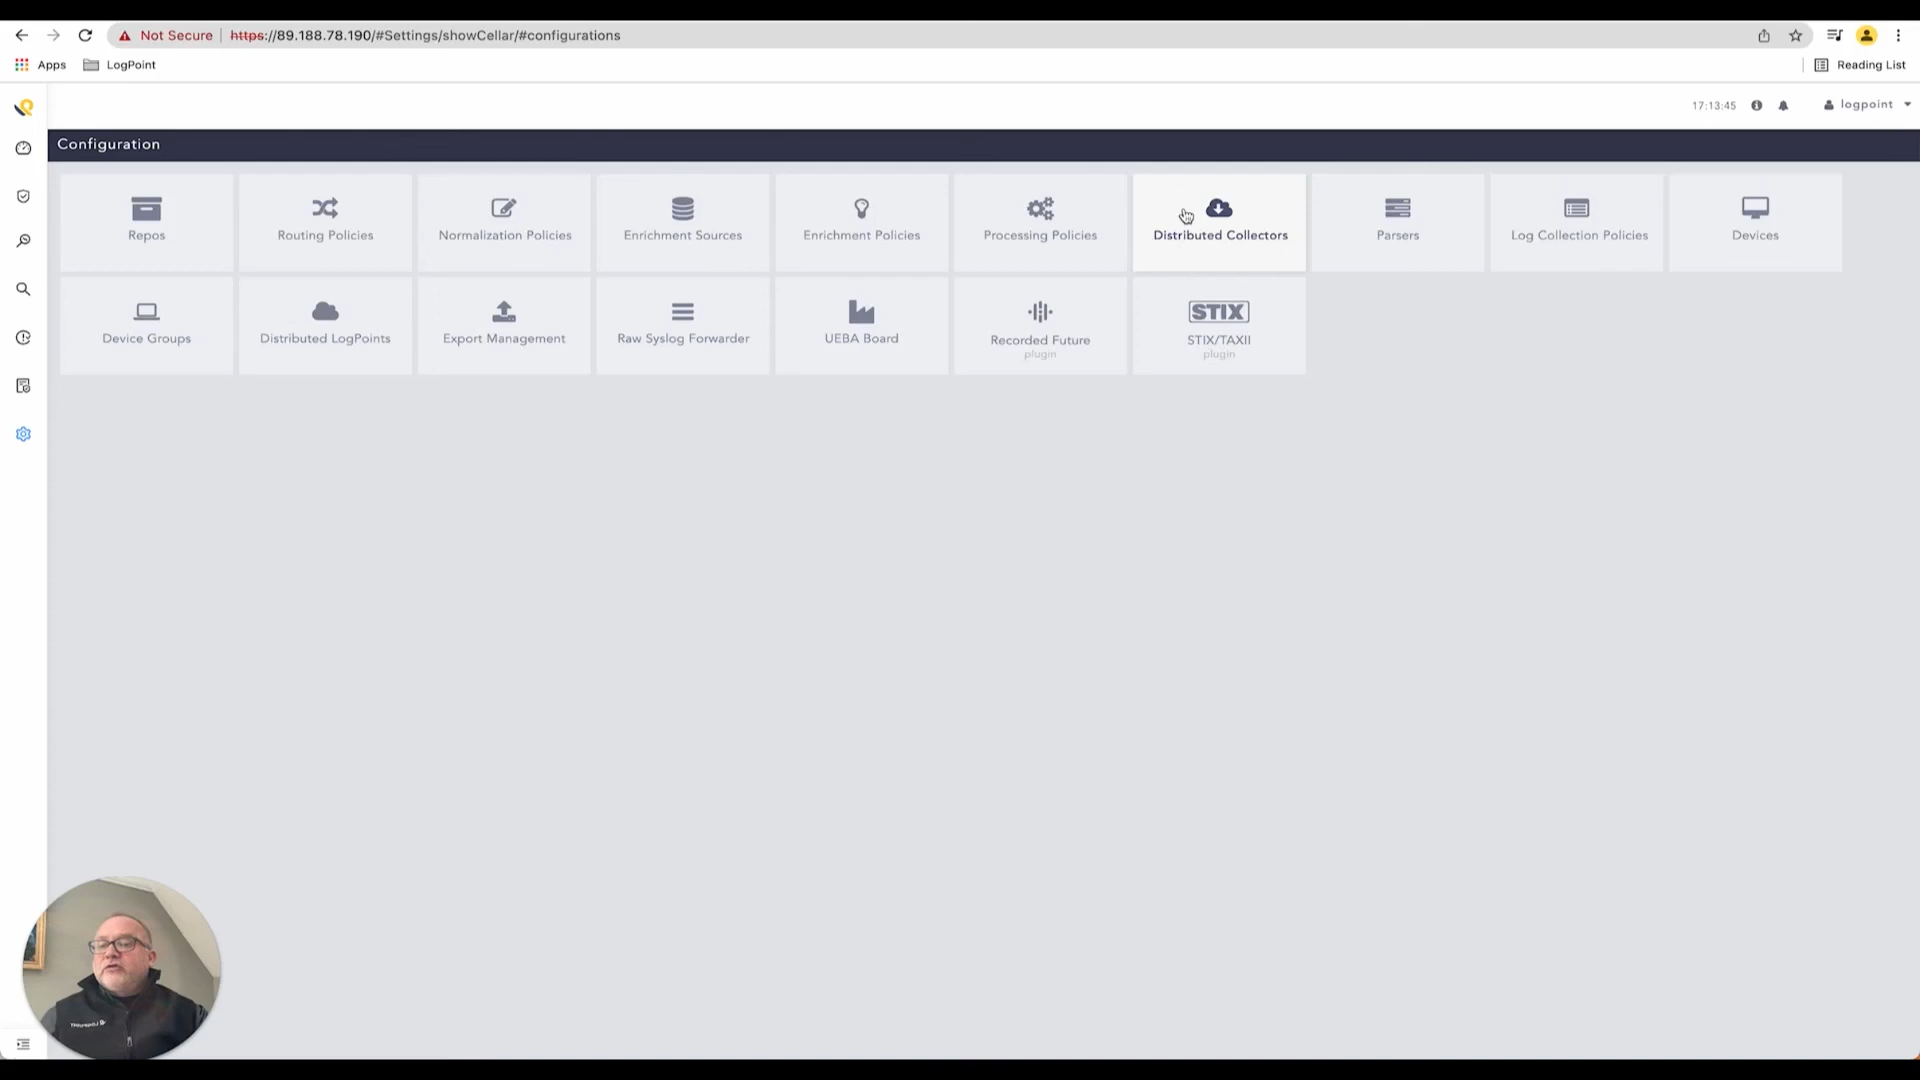 Not Secure https://89.188.78.190/#Settings/showCellar/#configurations
Apps LogPoint Reading List
17:13:45 logpoint
Configuration
Repos Routing Policies Normalization Policies Enrichment Sources Enrichment Policies Processing Policies Distributed Collectors Parsers Log Collection Policies Devices
STIX
Device Groups Distributed LogPoints Export Management Raw Syslog Forwarder UEBA Board Recorded Future STIX/TAXII
plugin plugin